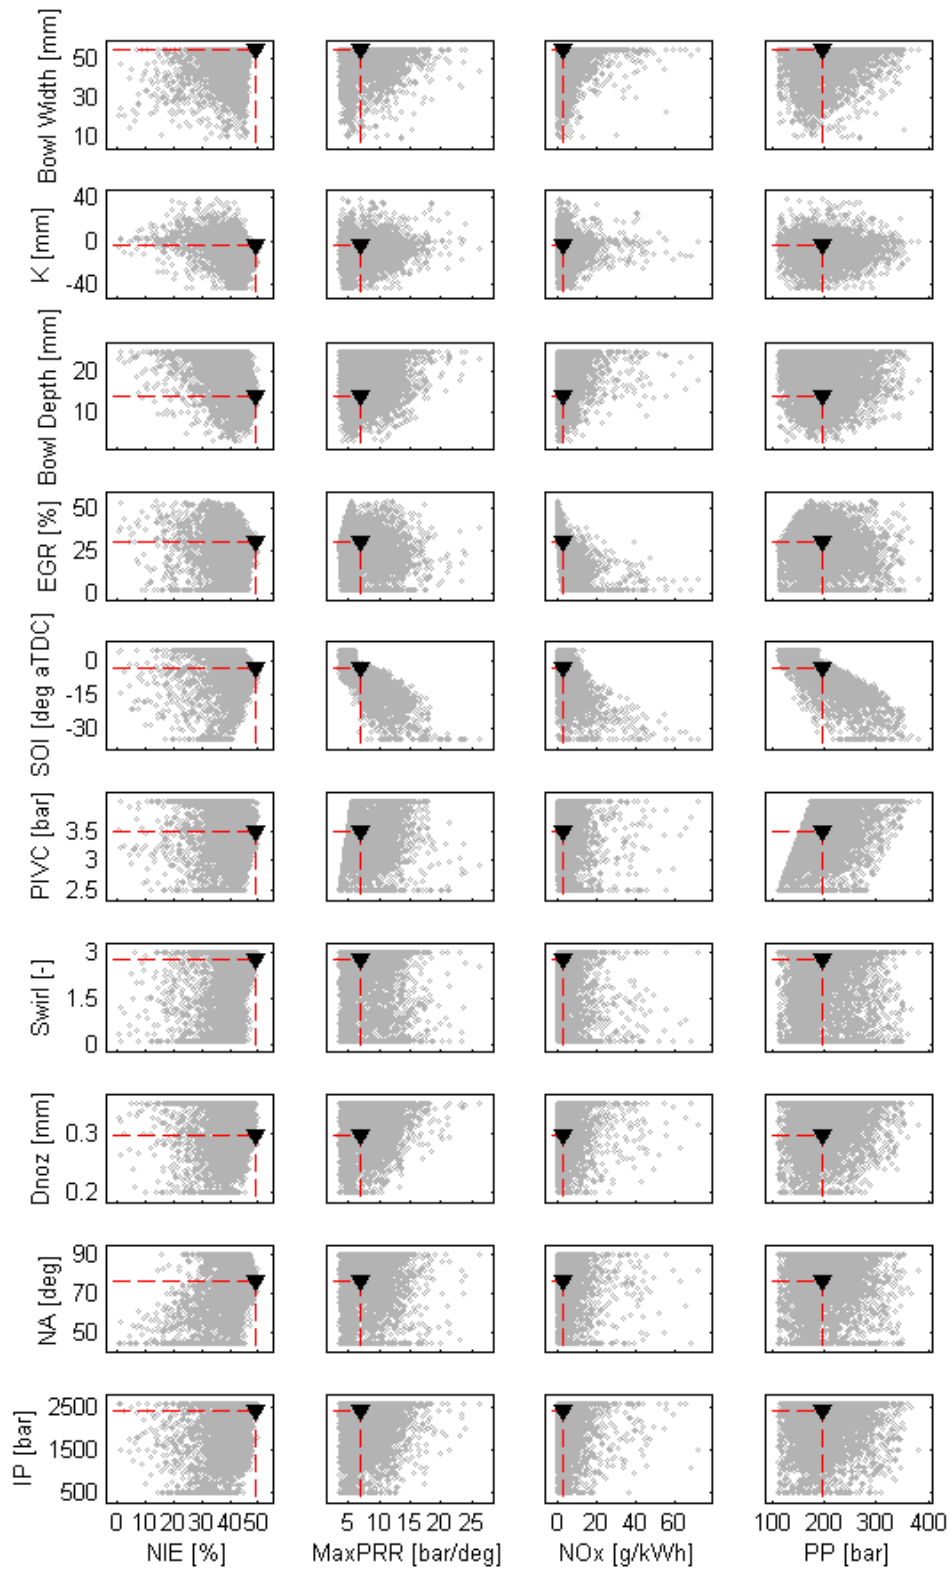 Bowl Width [mm]
50
30
10
K [mm]
40
0
-40
Bowl Depth [mm]
20
10
EGR [%]
50
25
0
SOI [deg aTDC]
0
-15
-30
PIVC [bar]
3.5
3
2.5
Swirl [-]
3
1.5
0
Dnoz [mm]
0.3
0.2
NA [deg]
90
70
50
IP [bar]
2500
1500
500
0 10 20 30 40 50 5 10 15 20 25 0 20 40 60 100 200 300 400
NIE [%] MaxPRR [bar/deg] NOx [g/kWh] PP [bar]